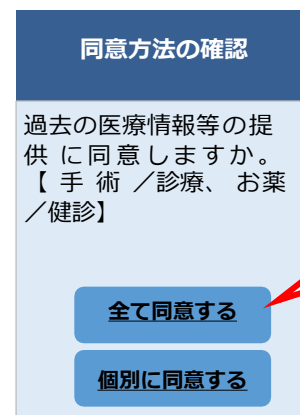 同意方法の確認
過去の医療情報等の提
供 に同意しますか。
【 手 術 ／診療、 お薬
／健診】
全て同意する
個別に同意する